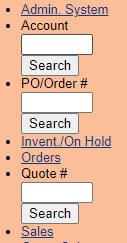 Admin. System
Account
Search
PO/Order #
Search
Invent./On Hold
Orders
Quote #
Search
Sales